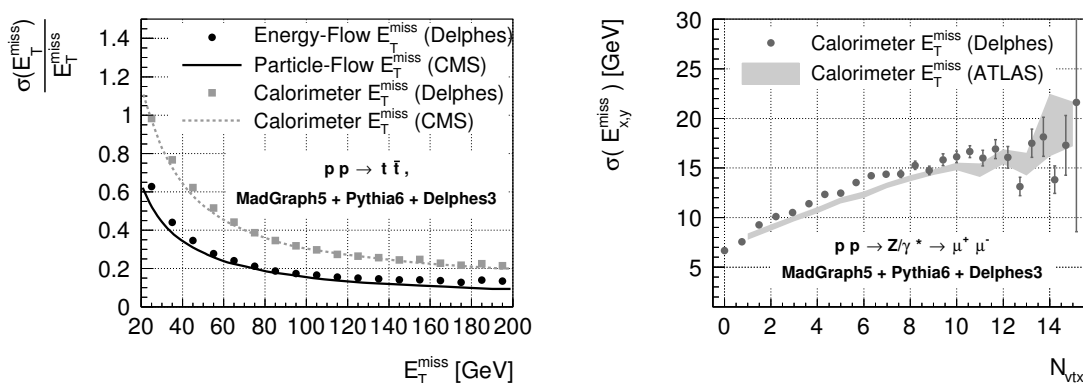 σ(E_T^miss)
E_T^miss
1.4
1.2
1
0.8
0.6
0.4
0.2
0
Energy-Flow E_T^miss (Delphes)
Particle-Flow E_T^miss (CMS)
Calorimeter E_T^miss (Delphes)
Calorimeter E_T^miss (CMS)
p p → t t̄ ,
MadGraph5 + Pythia6 + Delphes3
20 40 60 80 100 120 140 160 180 200
E_T^miss [GeV]
σ( E_x,y^miss ) [GeV]
30
25
20
15
10
5
Calorimeter E_T^miss (Delphes)
Calorimeter E_T^miss (ATLAS)
p p → Z/γ * → μ⁺ μ⁻
MadGraph5 + Pythia6 + Delphes3
0 2 4 6 8 10 12 14
N_vtx